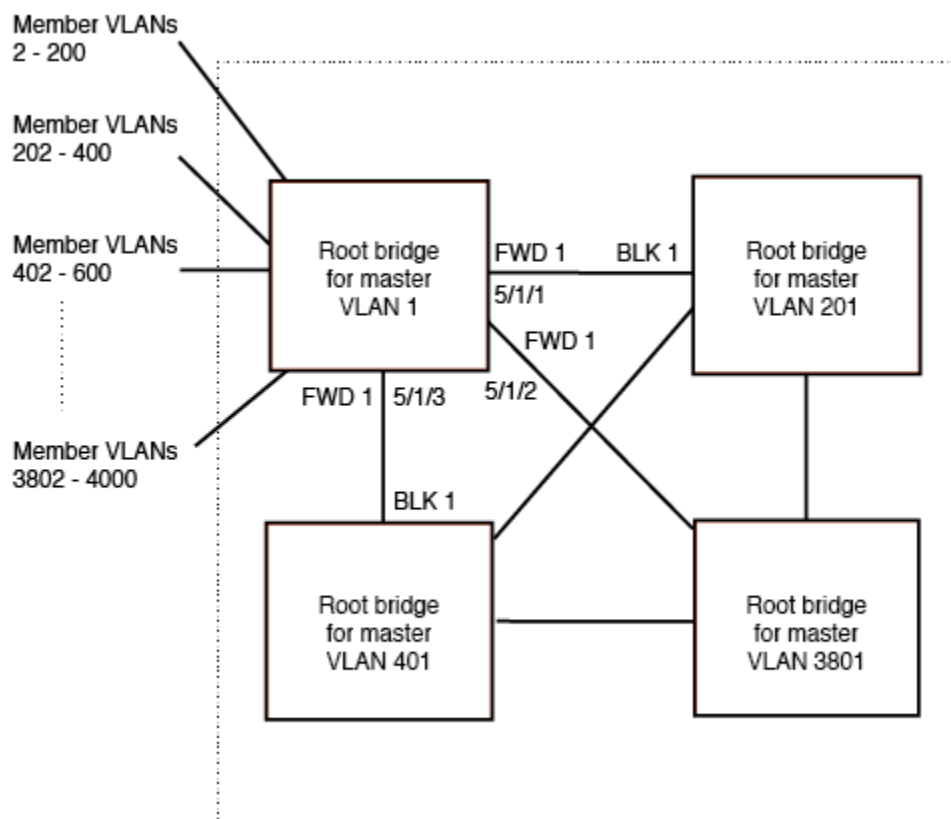 Member VLANs
2 - 200
Member VLANs
202 - 400
Member VLANs
402 - 600
Member VLANs
3802 - 4000
Root bridge
for master
VLAN 1
FWD 1
BLK 1
5/1/1
FWD 1
5/1/2
FWD 1
5/1/3
BLK 1
Root bridge
for master
VLAN 201
Root bridge
for master
VLAN 401
Root bridge
for master
VLAN 3801